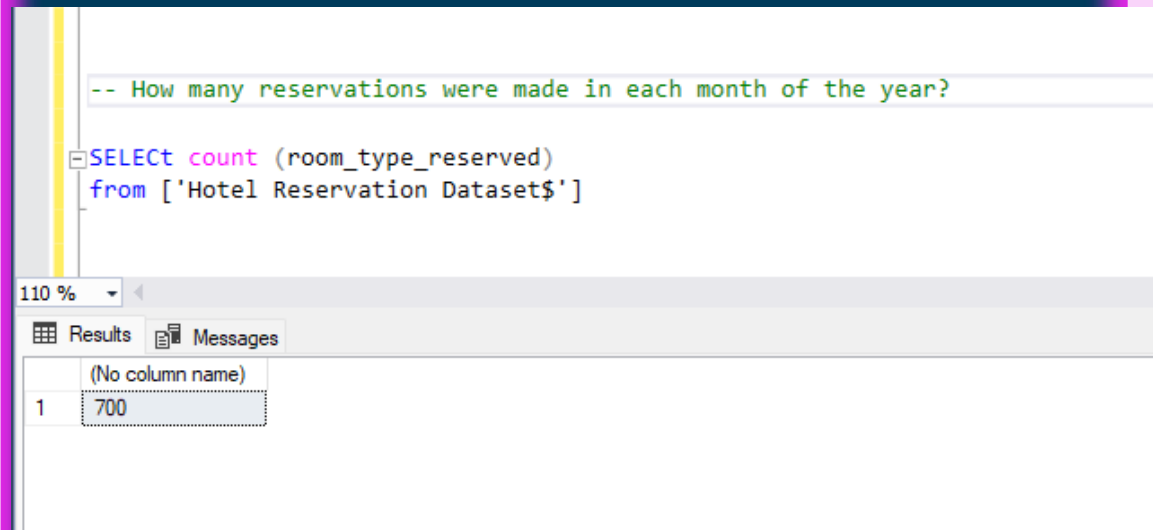 -- How many reservations were made in each month of the year?
SELECt count (room_type_reserved)
from ['Hotel Reservation Dataset$']
110 %
Results Messages
(No column name)
1 700